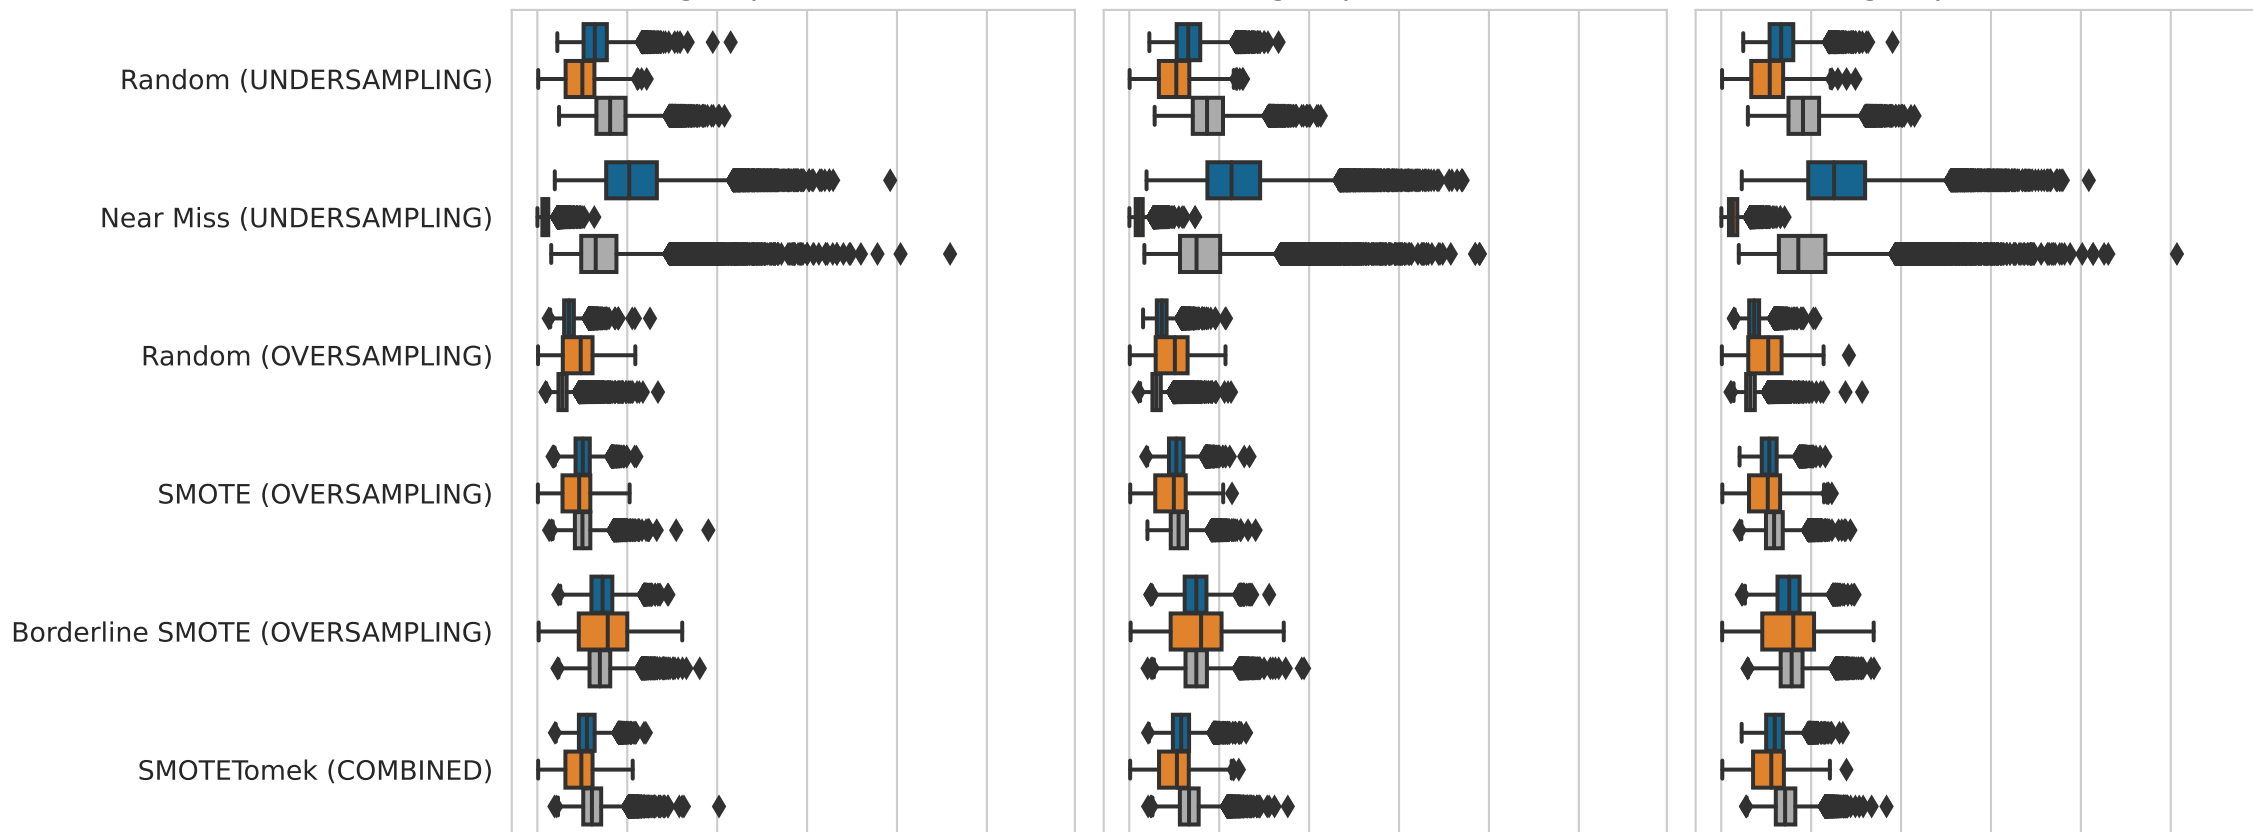 Random (UNDERSAMPLING)
Near Miss (UNDERSAMPLING)
Random (OVERSAMPLING)
SMOTE (OVERSAMPLING)
Borderline SMOTE (OVERSAMPLING)
SMOTETomek (COMBINED)